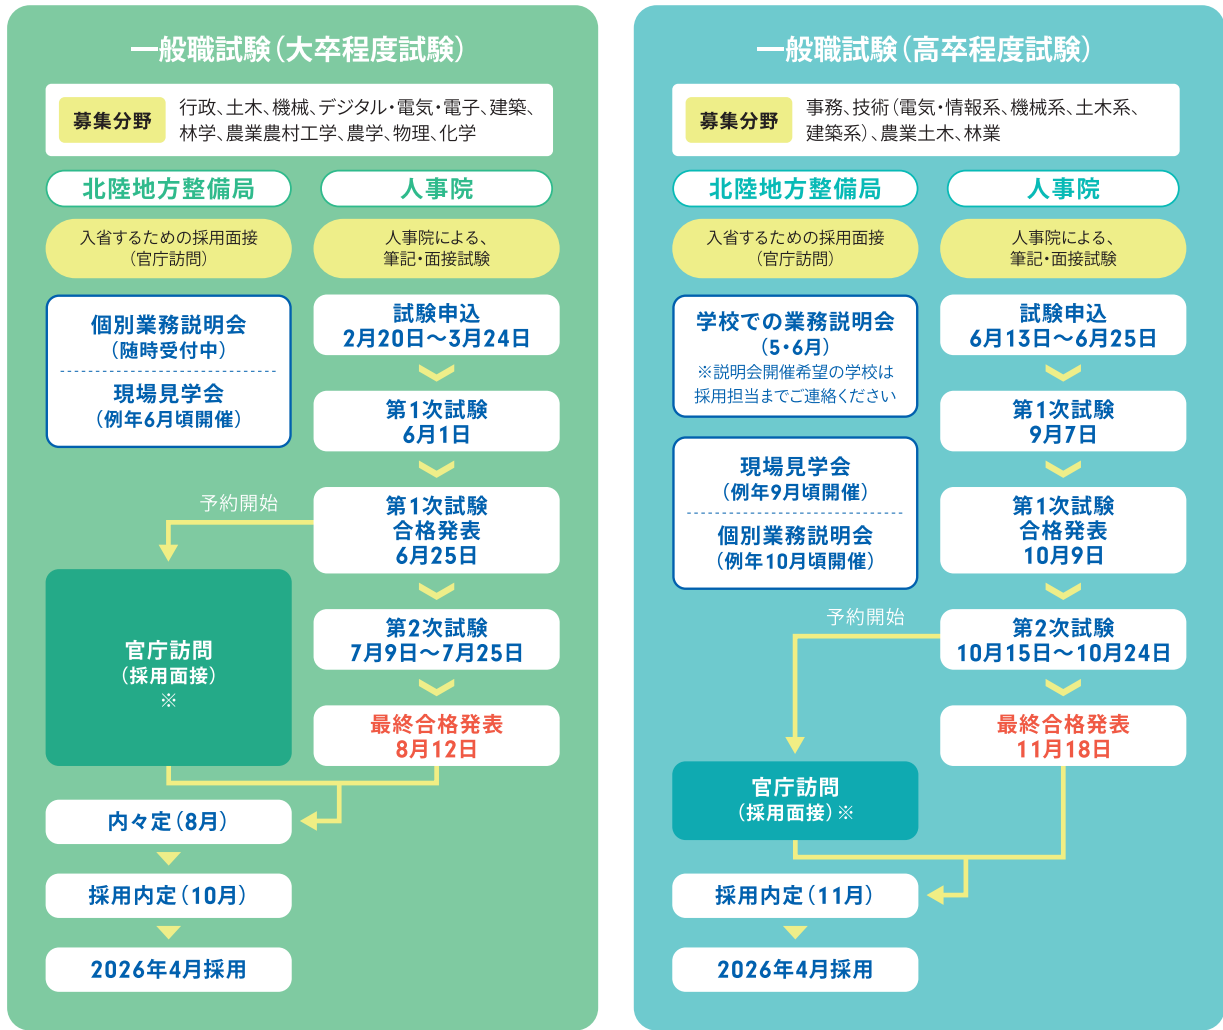 一般職試験（大卒程度試験）
募集分野
行政、土木、機械、デジタル・電気・電子、建築、
林学、農業農村工学、農学、物理、化学
北陸地方整備局
人事院
入省するための採用面接
（官庁訪問）
人事院による、
筆記・面接試験
個別業務説明会
（随時受付中）
現場見学会
（例年6月頃開催）
試験申込
2月20日～3月24日
第1次試験
6月1日
予約開始
第1次試験
合格発表
6月25日
官庁訪問
（採用面接）
※
第2次試験
7月9日～7月25日
最終合格発表
8月12日
内々定（8月）
採用内定（10月）
2026年4月採用
一般職試験（高卒程度試験）
募集分野
事務、技術（電気・情報系、機械系、土木系、
建築系）、農業土木、林業
北陸地方整備局
人事院
入省するための採用面接
（官庁訪問）
人事院による、
筆記・面接試験
学校での業務説明会
（5・6月）
※説明会開催希望の学校は
採用担当までご連絡ください
現場見学会
（例年9月頃開催）
個別業務説明会
（例年10月頃開催）
試験申込
6月13日～6月25日
第1次試験
9月7日
第1次試験
合格発表
10月9日
予約開始
第2次試験
10月15日～10月24日
最終合格発表
11月18日
官庁訪問
（採用面接）※
採用内定（11月）
2026年4月採用